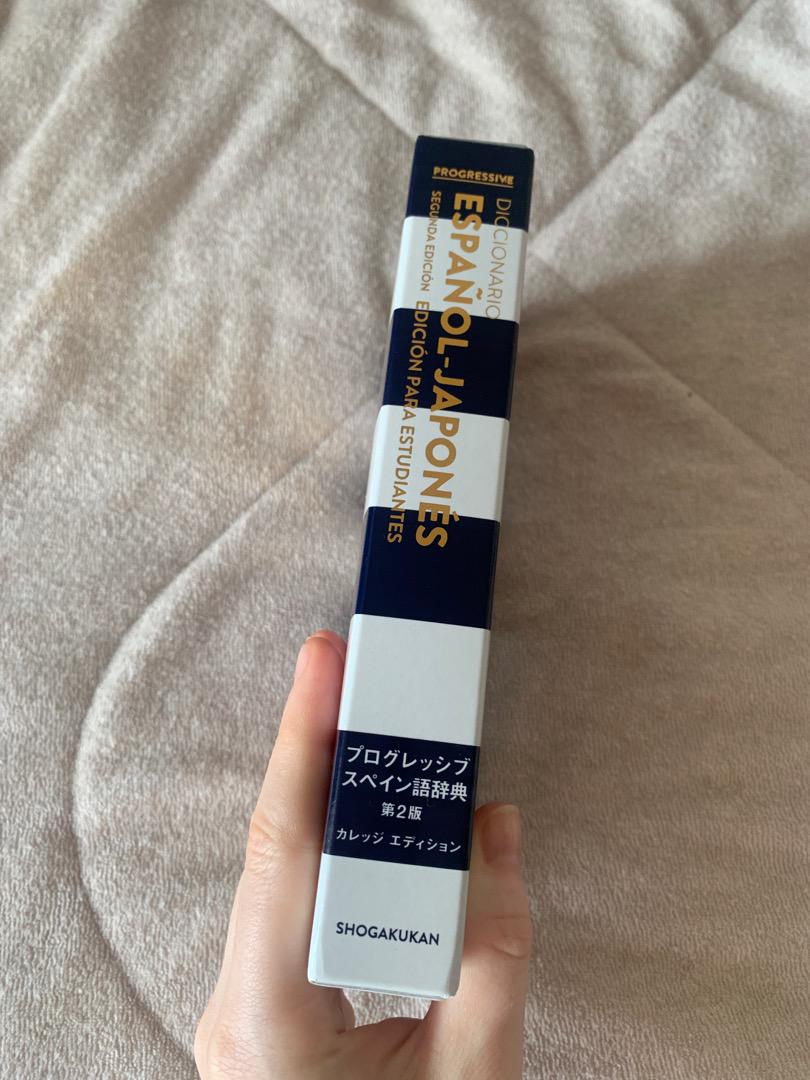 PROGRESSIVE
DICCIONARIO
ESPAÑOL-JAPONÉS
SEGUNDA EDICIÓN EDICIÓN PARA ESTUDIANTES
プログレッシブ
スペイン語辞典
第2版
カレッジ エディション
SHOGAKUKAN